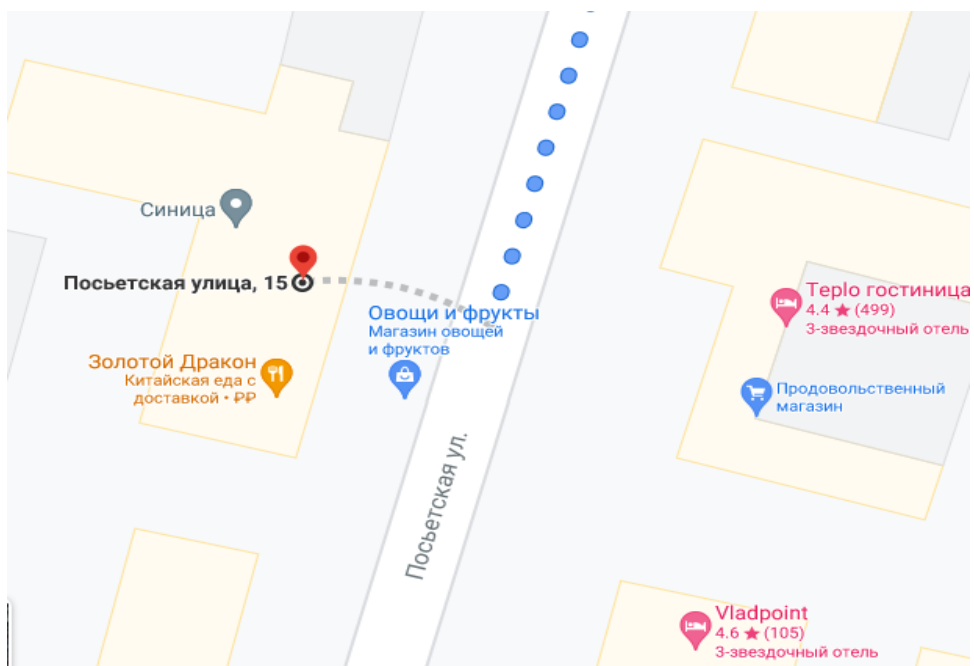 Синица
Посьетская улица, 15
Золотой Дракон
Китайская еда с
доставкой • ₽₽
Овощи и фрукты
Магазин овощей
и фруктов
Посьетская ул.
Teplo гостиница
4.4 ★ (499)
3-звездочный отель
Продовольственный
магазин
Vladpoint
4.6 ★ (105)
3-звездочный отель